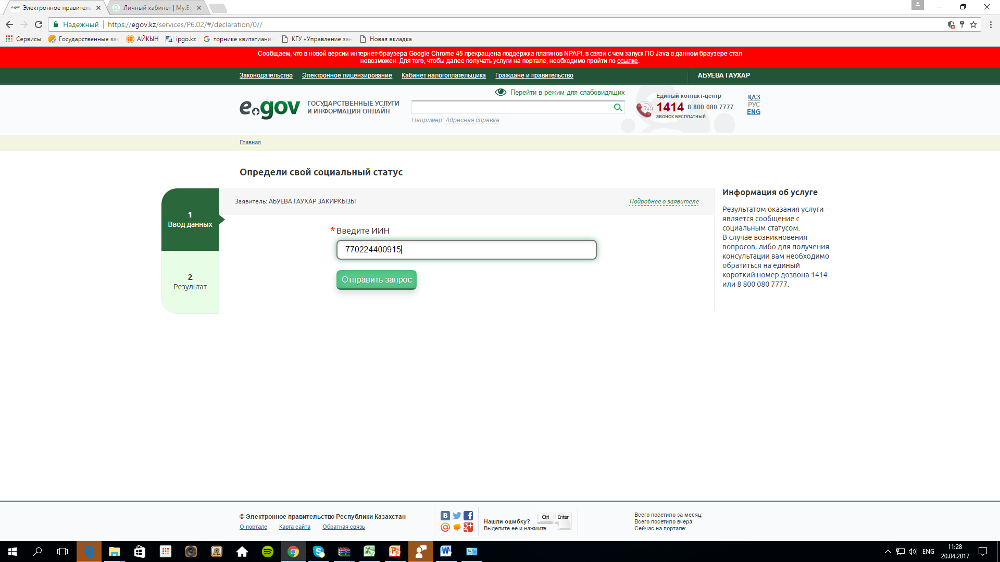 Электронное правитель
Личный кабинет | My.Eg
Надежный
https://egov.kz/services/P6.02/#/declaration/0//
Сервисы
Государственные зак
АЙКЫН
ipgo.kz
торнике квитатиани
КГУ «Управление зан
Новая вкладка
Сообщаем, что в новой версии интернет-браузера Google Chrome 45 прекращена поддержка плагинов NPAPI, в связи с чем запуск ПО Java в данном браузере стал
невозможен. Для того, чтобы далее получать услуги на портале, необходимо пройти по ссылке.
Законодательство
Электронное лицензирование
Кабинет налогоплательщика
Граждане и правительство
АБУЕВА ГАУХАР
Перейти в режим для слабовидящих
e.gov
ГОСУДАРСТВЕННЫЕ УСЛУГИ
И ИНФОРМАЦИЯ ОНЛАЙН
Например: Адресная справка
Единый контакт-центр
1414 8-800-080-7777
ЗВОНОК БЕСПЛАТНЫЙ
ҚАЗ
РУС
ENG
Главная
Определи свой социальный статус
1
Ввод данных
2
Результат
Заявитель: АБУЕВА ГАУХАР ЗАКИРКЫЗЫ
Подробнее о заявителе
* Введите ИИН
770224400915
Отправить запрос
Информация об услуге
Результатом оказания услуги
является сообщение с
социальным статусом.
В случае возникновения
вопросов, либо для получения
консультации вам необходимо
обратиться на единый
короткий номер дозвона 1414
или 8 800 080 7777.
© Электронное правительство Республики Казахстан
О портале
Карта сайта
Обратная связь
Нашли ошибку?
Выделите её и нажмите
Ctrl
Enter
Всего посетило за месяц:
Всего посетило вчера:
Сейчас на портале:
ENG
11:28
20.04.2017